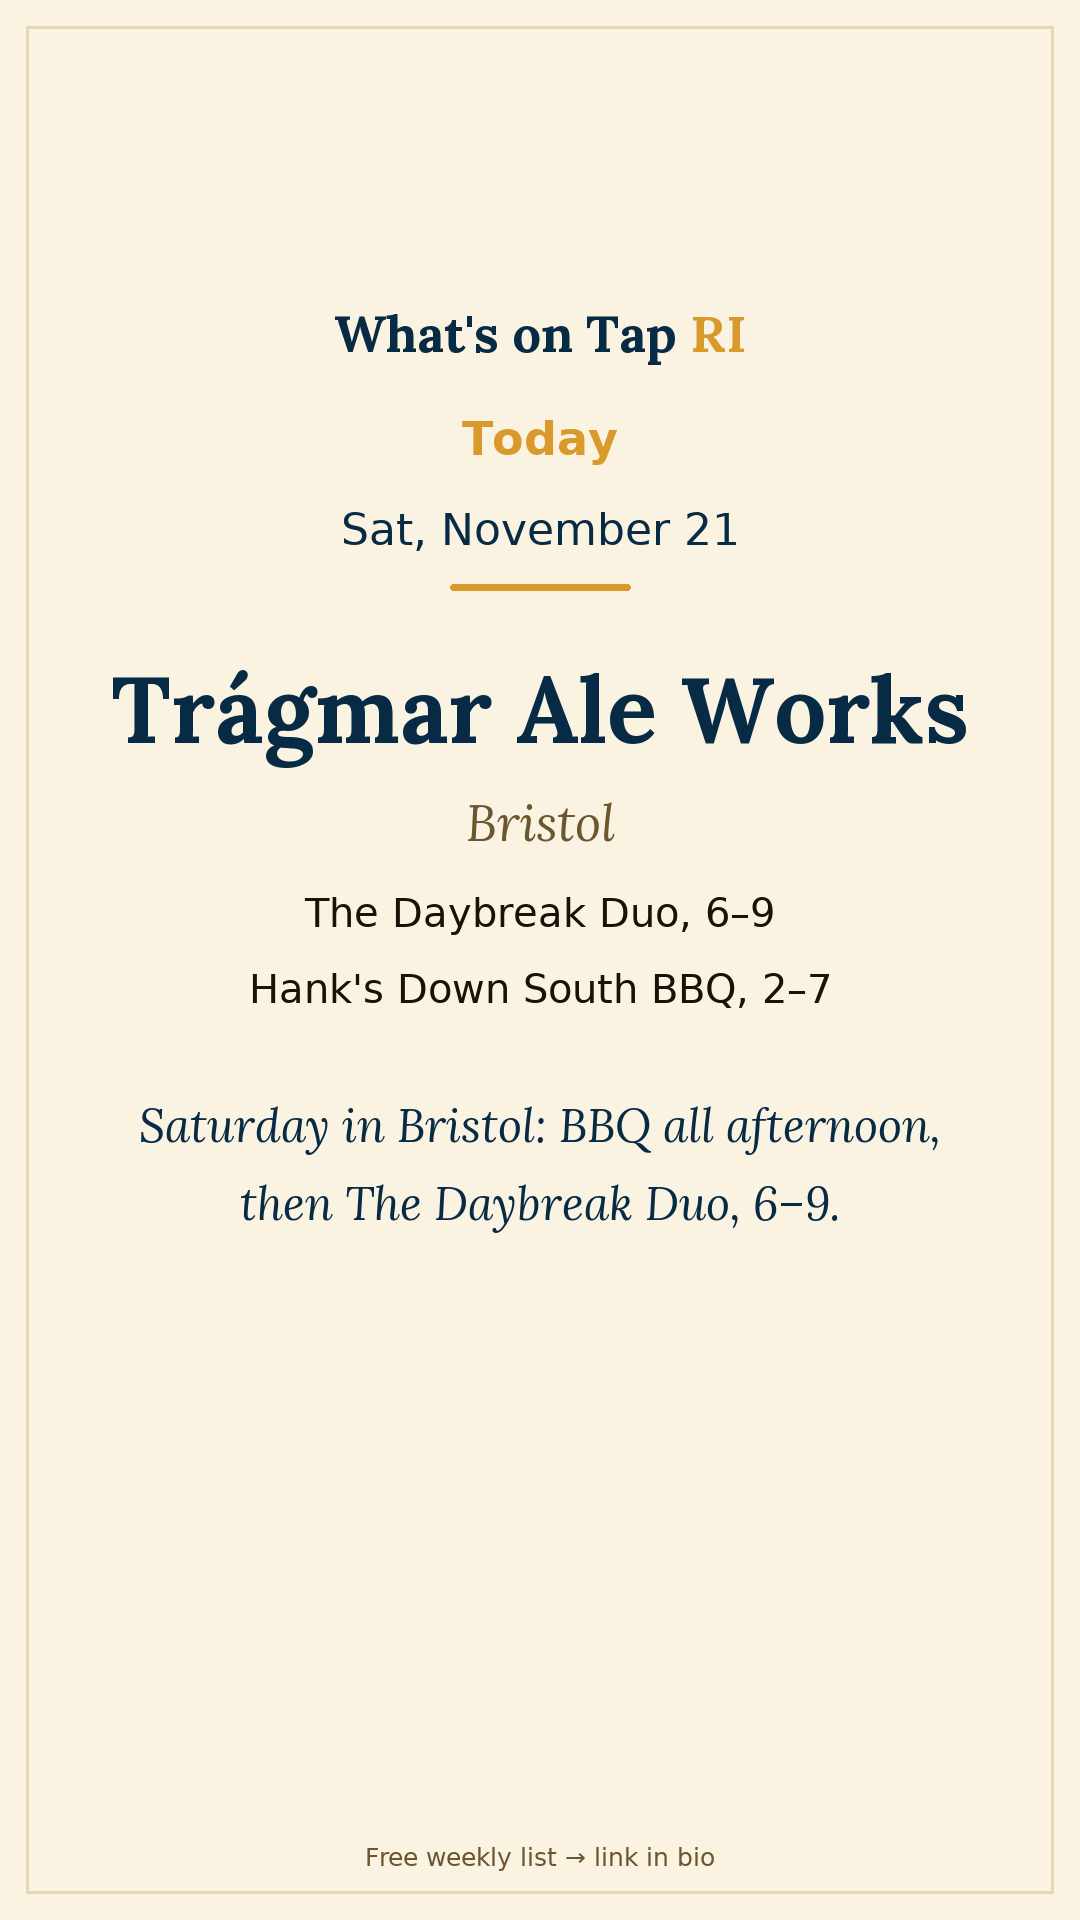 What's on Tap RI
Today
Sat, November 21
Trágmar Ale Works
Bristol
The Daybreak Duo, 6–9
Hank's Down South BBQ, 2–7
Saturday in Bristol: BBQ all afternoon,
then The Daybreak Duo, 6–9.
Free weekly list → link in bio